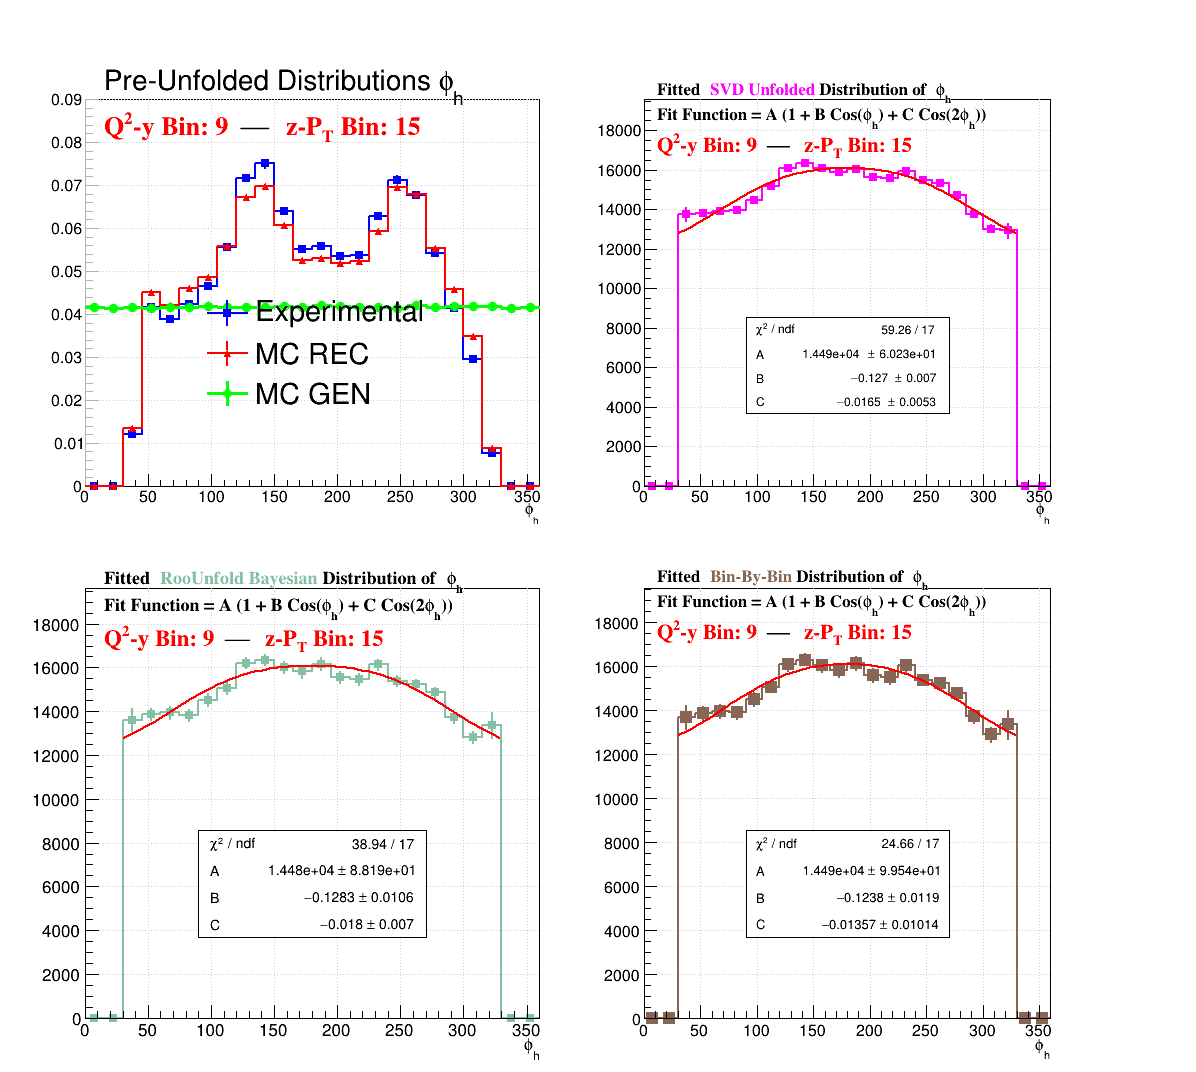 Pre-Unfolded Distributions ϕh
Q²-y Bin: 9 — z-PT Bin: 15
0.09
0.08
0.07
0.06
0.05
0.04
0.03
0.02
0.01
0
Experimental
MC REC
MC GEN
0 50 100 150 200 250 300 350
ϕh
Fitted SVD Unfolded Distribution of ϕh
Fit Function = A (1 + B Cos(ϕh) + C Cos(2ϕh))
Q²-y Bin: 9 — z-PT Bin: 15
18000
16000
14000
12000
10000
8000
6000
4000
2000
0
χ² / ndf 59.26 / 17
A 1.449e+04 ± 6.023e+01
B −0.127 ± 0.007
C −0.0165 ± 0.0053
0 50 100 150 200 250 300 350
ϕh
Fitted RooUnfold Bayesian Distribution of ϕh
Fit Function = A (1 + B Cos(ϕh) + C Cos(2ϕh))
Q²-y Bin: 9 — z-PT Bin: 15
18000
16000
14000
12000
10000
8000
6000
4000
2000
0
χ² / ndf 38.94 / 17
A 1.448e+04 ± 8.819e+01
B −0.1283 ± 0.0106
C −0.018 ± 0.007
0 50 100 150 200 250 300 350
ϕh
Fitted Bin-By-Bin Distribution of ϕh
Fit Function = A (1 + B Cos(ϕh) + C Cos(2ϕh))
Q²-y Bin: 9 — z-PT Bin: 15
18000
16000
14000
12000
10000
8000
6000
4000
2000
0
χ² / ndf 24.66 / 17
A 1.449e+04 ± 9.954e+01
B −0.1238 ± 0.0119
C −0.01357 ± 0.01014
0 50 100 150 200 250 300 350
ϕh